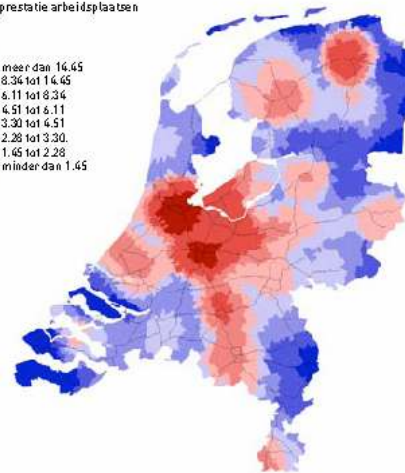 prestatie arbeidsplaatsen
meer dan 14.45
8.34 tot 14.45
6.11 tot 8.34
4.51 tot 6.11
3.30 tot 4.51
2.28 tot 3.30.
1.45 tot 2.28
minder dan 1.45